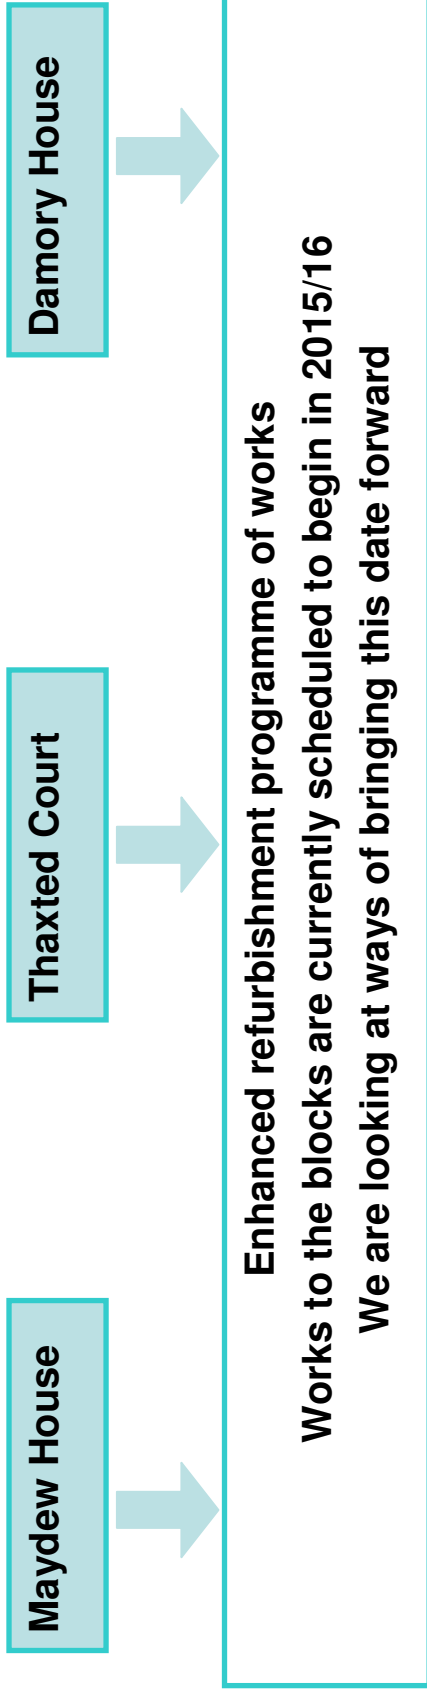 Maydew House
Thaxted Court
Damory House
Enhanced refurbishment programme of works
Works to the blocks are currently scheduled to begin in 2015/16
We are looking at ways of bringing this date forward